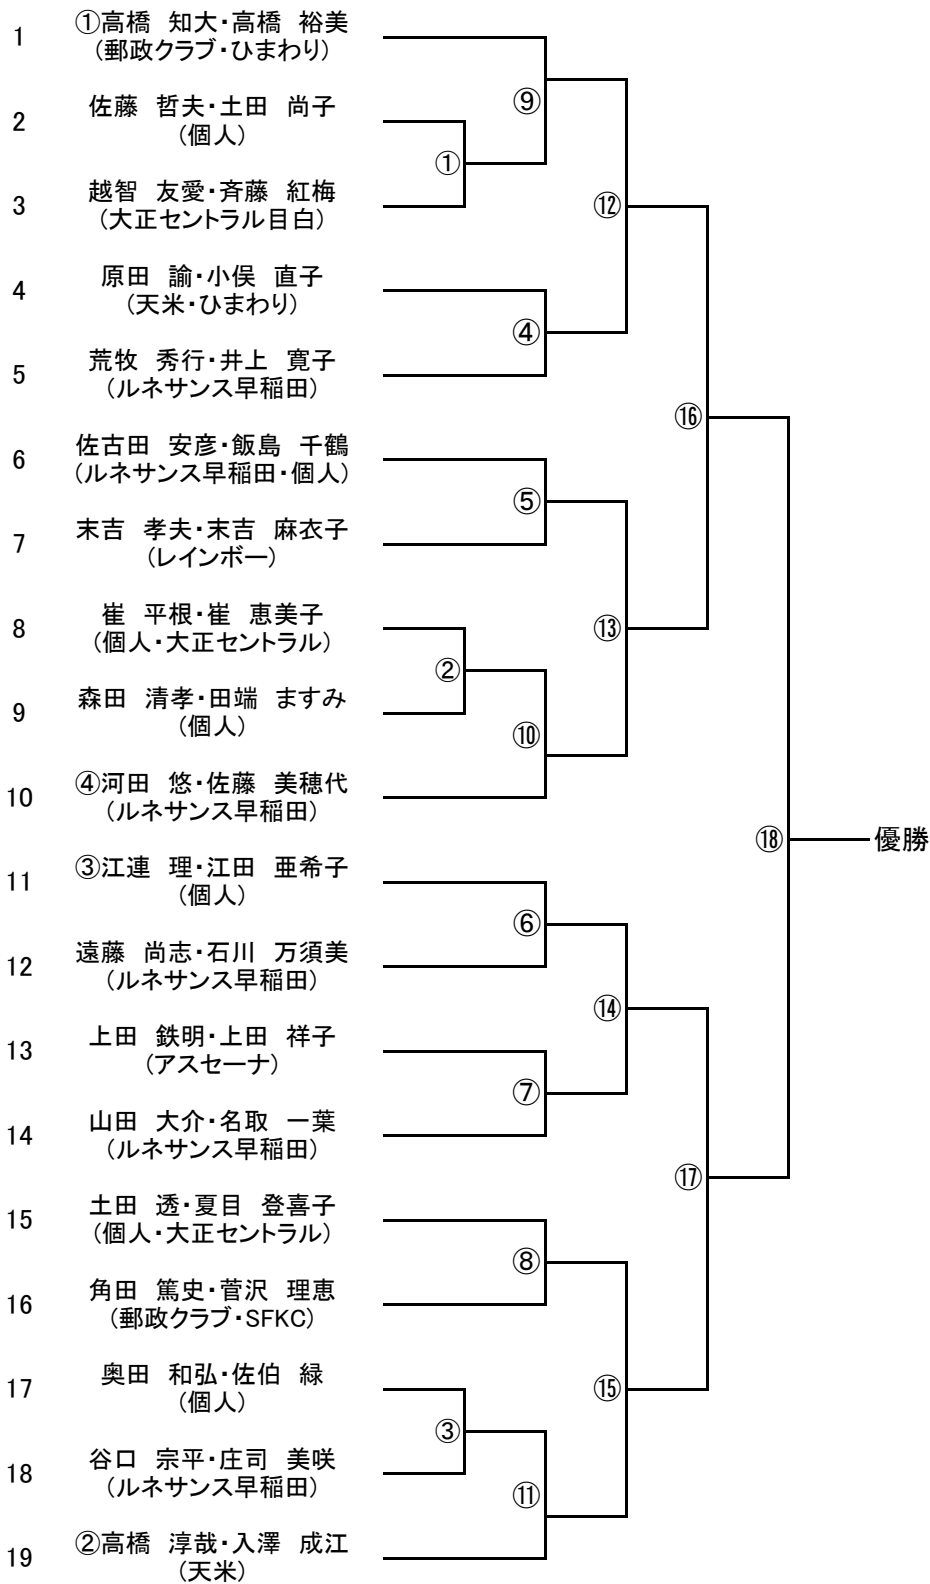 1
①高橋　知大・高橋　裕美
(郵政クラブ・ひまわり)
⑨
2
佐藤　哲夫・土田　尚子
(個人)
①
3
越智　友愛・斉藤　紅梅
(大正セントラル目白)
⑫
4
原田　諭・小俣　直子
(天米・ひまわり)
④
5
荒牧　秀行・井上　寛子
(ルネサンス早稲田)
⑯
6
佐古田　安彦・飯島　千鶴
(ルネサンス早稲田・個人)
⑤
7
末吉　孝夫・末吉　麻衣子
(レインボー)
8
崔　平根・崔　恵美子
(個人・大正セントラル)
⑬
②
9
森田　清孝・田端　ますみ
(個人)
⑩
10
④河田　悠・佐藤　美穂代
(ルネサンス早稲田)
⑱
優勝
11
③江連　理・江田　亜希子
(個人)
⑥
12
遠藤　尚志・石川　万須美
(ルネサンス早稲田)
⑭
13
上田　鉄明・上田　祥子
(アスセーナ)
⑦
14
山田　大介・名取　一葉
(ルネサンス早稲田)
⑰
15
土田　透・夏目　登喜子
(個人・大正セントラル)
⑧
16
角田　篤史・菅沢　理恵
(郵政クラブ・SFKC)
17
奥田　和弘・佐伯　緑
(個人)
⑮
③
18
谷口　宗平・庄司　美咲
(ルネサンス早稲田)
⑪
19
②高橋　淳哉・入澤　成江
(天米)